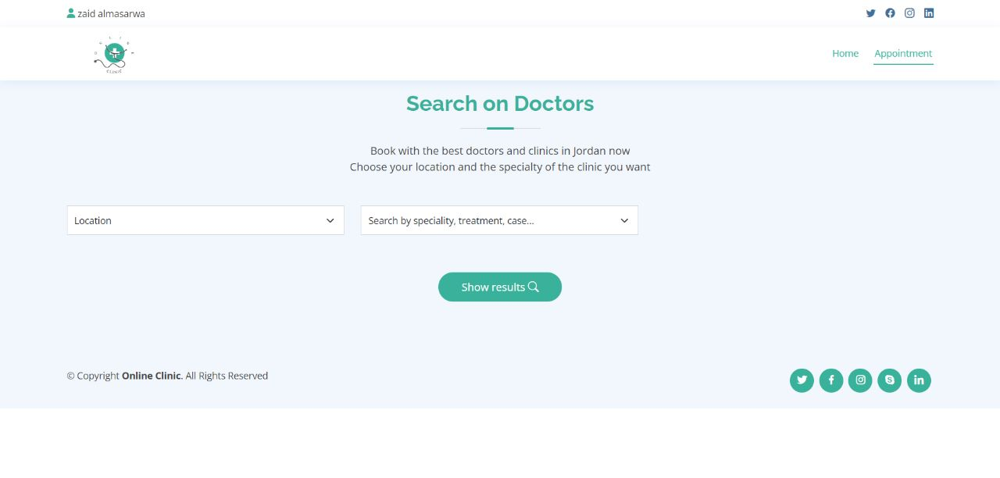 zaid almasarwa
CLINIC
Home
Appointment
Search on Doctors
Book with the best doctors and clinics in Jordan now
Choose your location and the specialty of the clinic you want
Location
Search by speciality, treatment, case...
Show results
© Copyright Online Clinic. All Rights Reserved